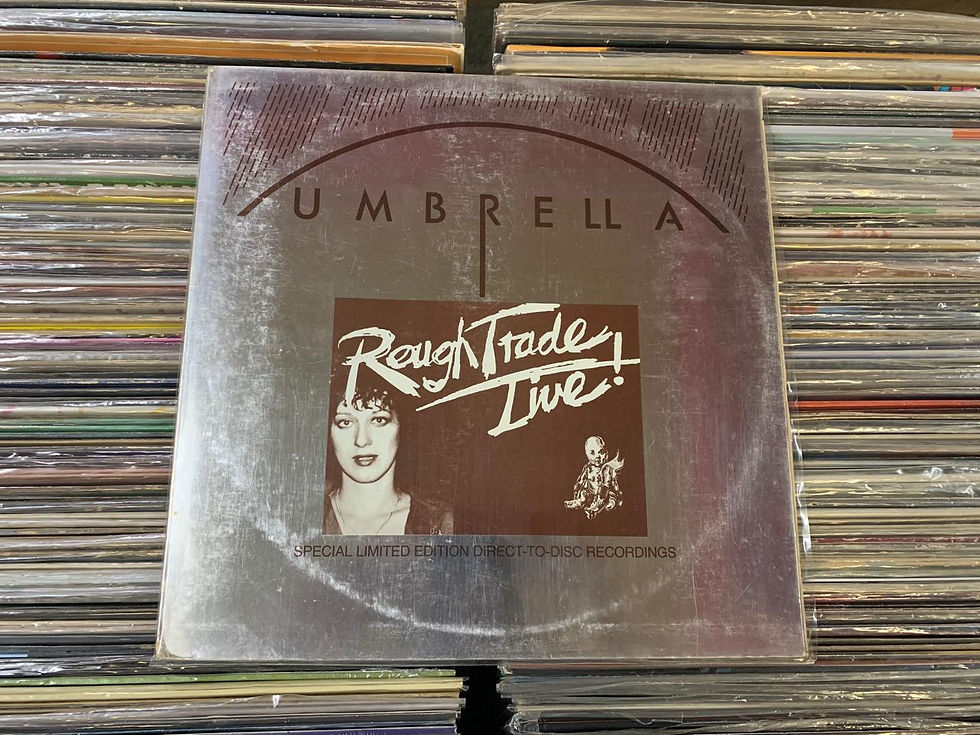 UMBRELLA
Rough Trade
Live!
SPECIAL LIMITED EDITION DIRECT-TO-DISC RECORDINGS